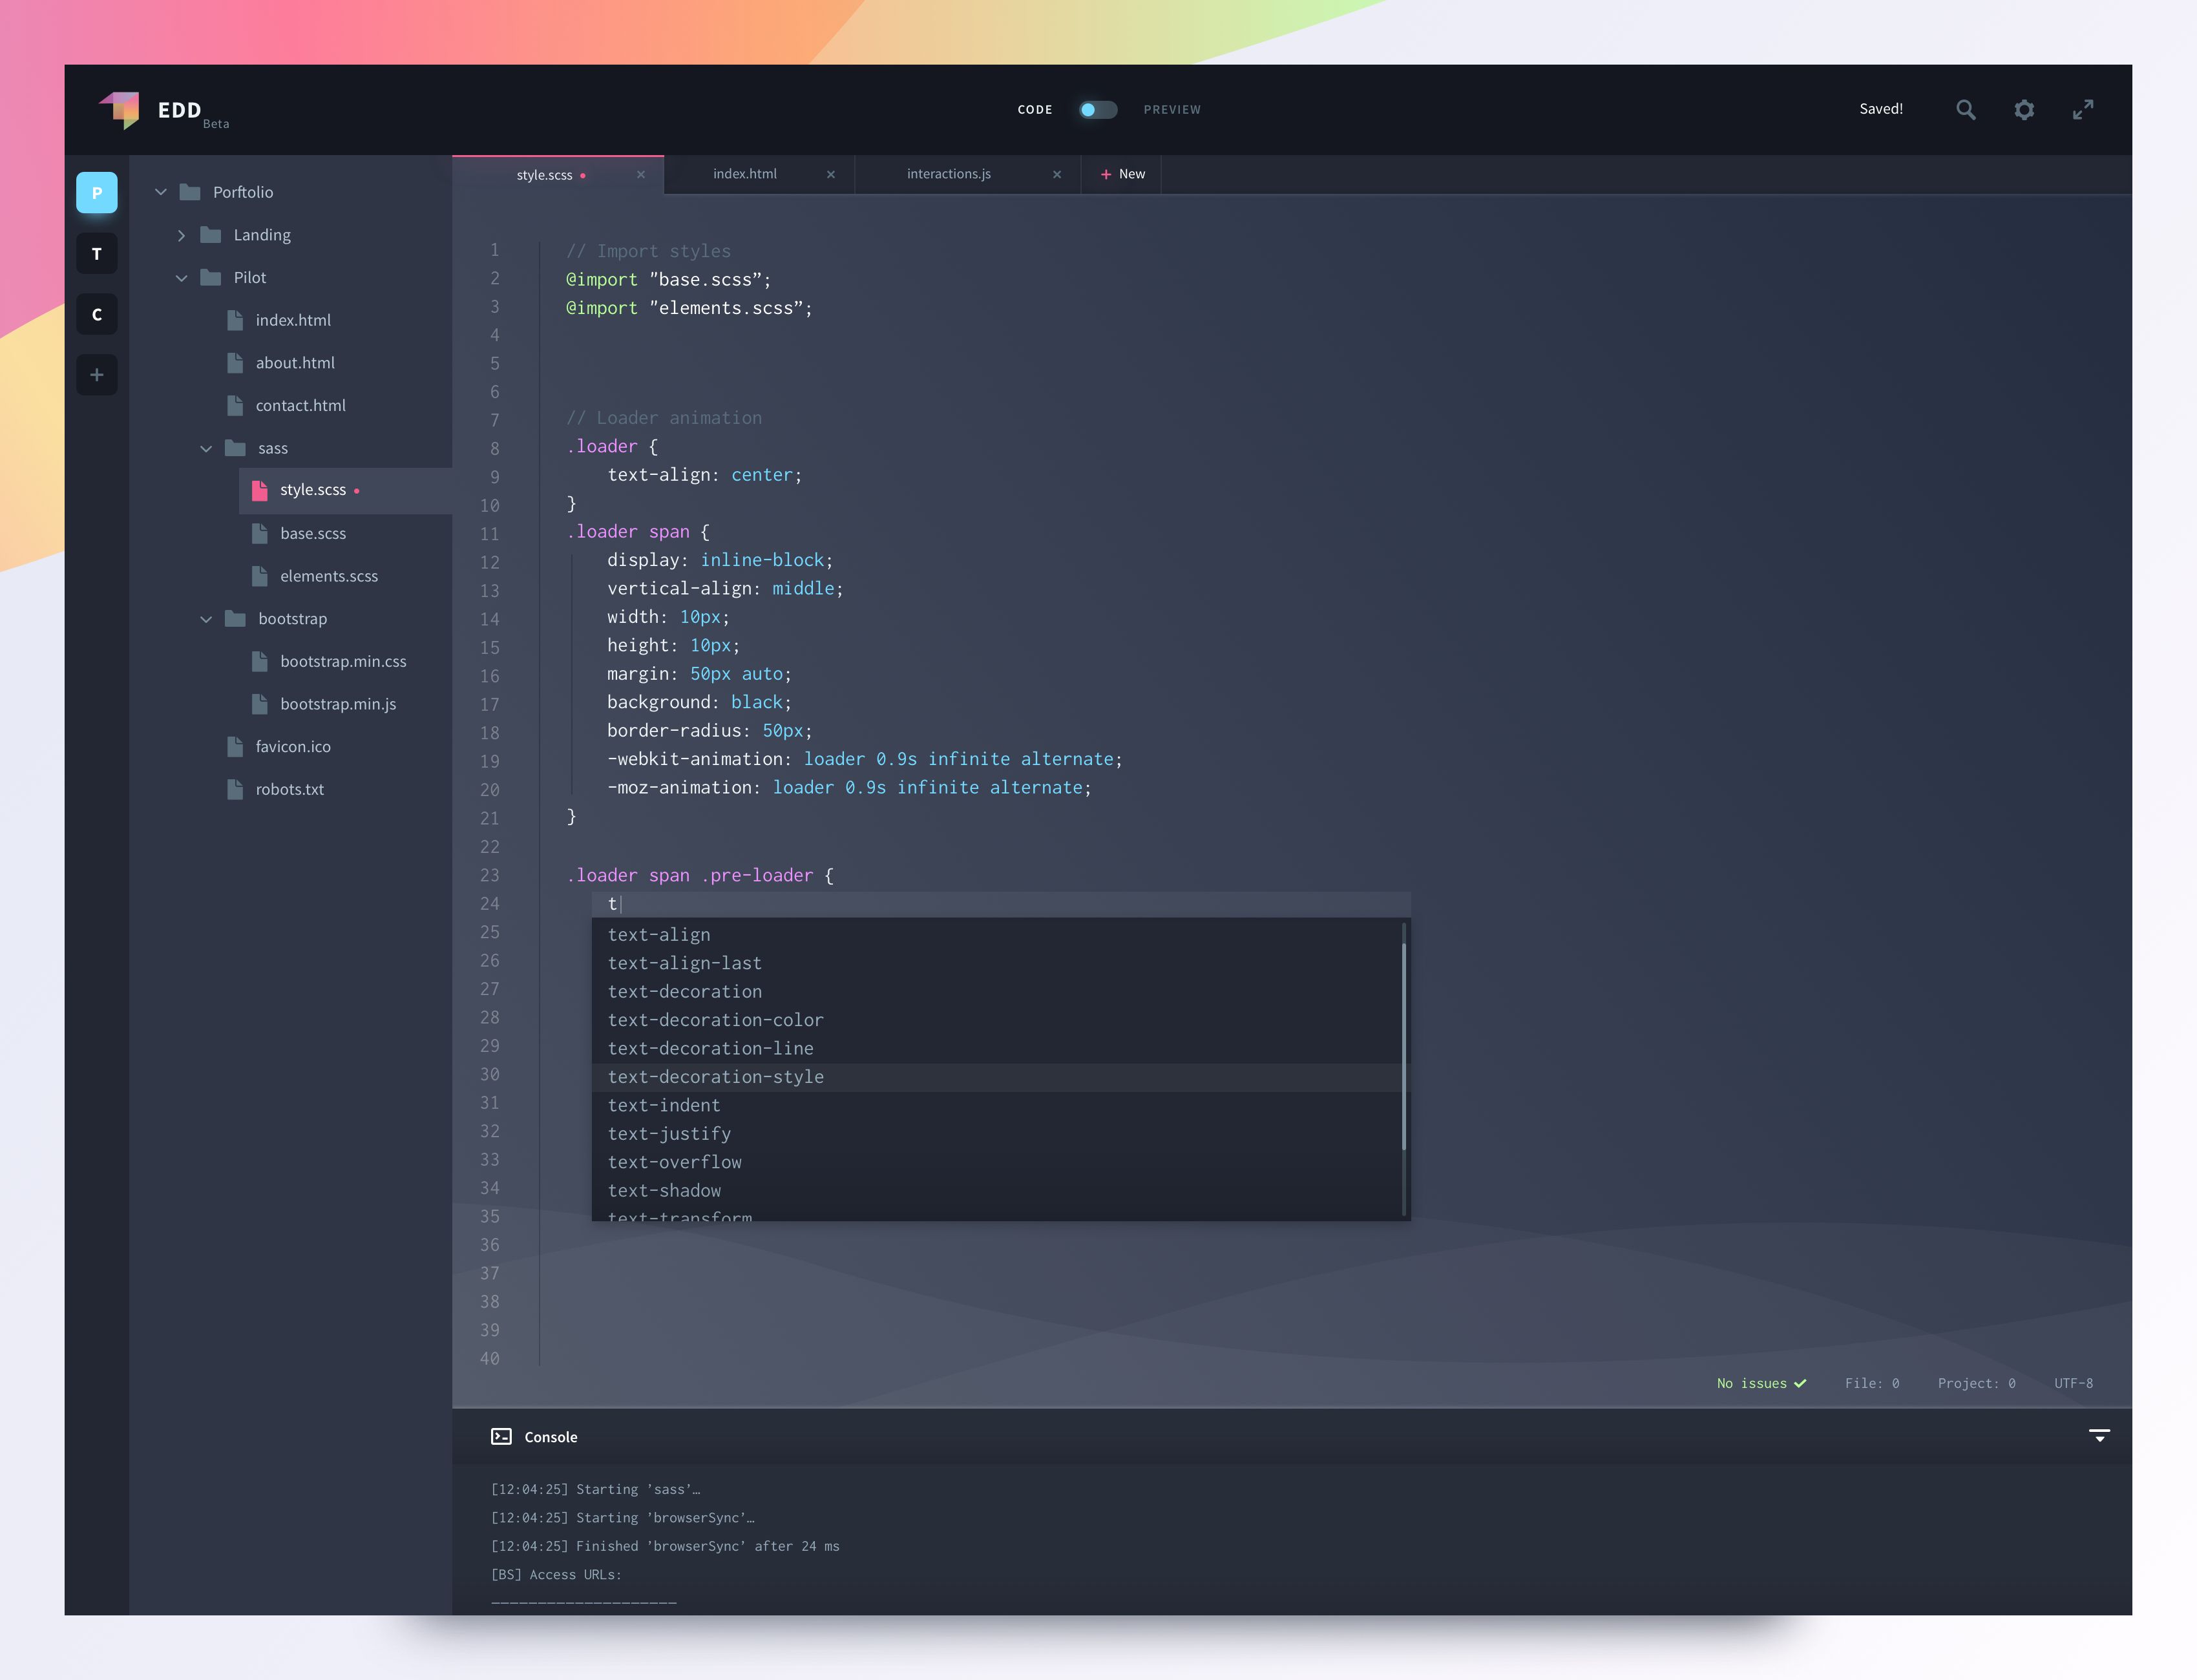 EDD
Beta
CODE PREVIEW
Saved!
P
T
C
+
Porftolio
Landing
Pilot
index.html
about.html
contact.html
sass
style.scss
base.scss
elements.scss
bootstrap
bootstrap.min.css
bootstrap.min.js
favicon.ico
robots.txt
style.scss index.html interactions.js + New
1 // Import styles
2 @import "base.scss”;
3 @import "elements.scss”;
4
5
6
7 // Loader animation
8 .loader {
9 text-align: center;
10 }
11 .loader span {
12 display: inline-block;
13 vertical-align: middle;
14 width: 10px;
15 height: 10px;
16 margin: 50px auto;
17 background: black;
18 border-radius: 50px;
19 -webkit-animation: loader 0.9s infinite alternate;
20 -moz-animation: loader 0.9s infinite alternate;
21 }
22
23 .loader span .pre-loader {
24 t
25 text-align
26 text-align-last
27 text-decoration
28 text-decoration-color
29 text-decoration-line
30 text-decoration-style
31 text-indent
32 text-justify
33 text-overflow
34 text-shadow
35 text-transform
36
37
38
39
40
No issues File: 0 Project: 0 UTF-8
Console
[12:04:25] Starting ’sass’…
[12:04:25] Starting ’browserSync’…
[12:04:25] Finished ’browserSync’ after 24 ms
[BS] Access URLs: